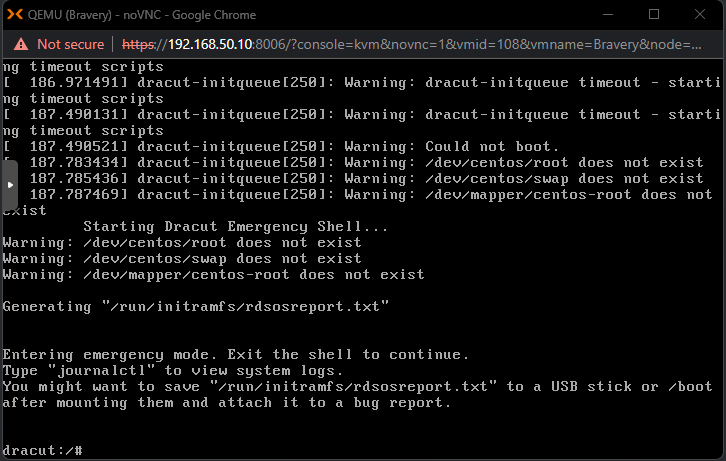 QEMU (Bravery) - noVNC - Google Chrome
Not secure | https://192.168.50.10:8006/?console=kvm&novnc=1&vmid=108&vmname=Bravery&node=...
ng timeout scripts
[  186.971491] dracut-initqueue[250]: Warning: dracut-initqueue timeout - starti
ng timeout scripts
[  187.490131] dracut-initqueue[250]: Warning: dracut-initqueue timeout - starti
ng timeout scripts
[  187.490521] dracut-initqueue[250]: Warning: Could not boot.
[  187.783434] dracut-initqueue[250]: Warning: /dev/centos/root does not exist
[  187.785436] dracut-initqueue[250]: Warning: /dev/centos/swap does not exist
[  187.787469] dracut-initqueue[250]: Warning: /dev/mapper/centos-root does not
exist
Starting Dracut Emergency Shell...
Warning: /dev/centos/root does not exist
Warning: /dev/centos/swap does not exist
Warning: /dev/mapper/centos-root does not exist
Generating "/run/initramfs/rdsosreport.txt"
Entering emergency mode. Exit the shell to continue.
Type "journalctl" to view system logs.
You might want to save "/run/initramfs/rdsosreport.txt" to a USB stick or /boot
after mounting them and attach it to a bug report.
dracut:/#